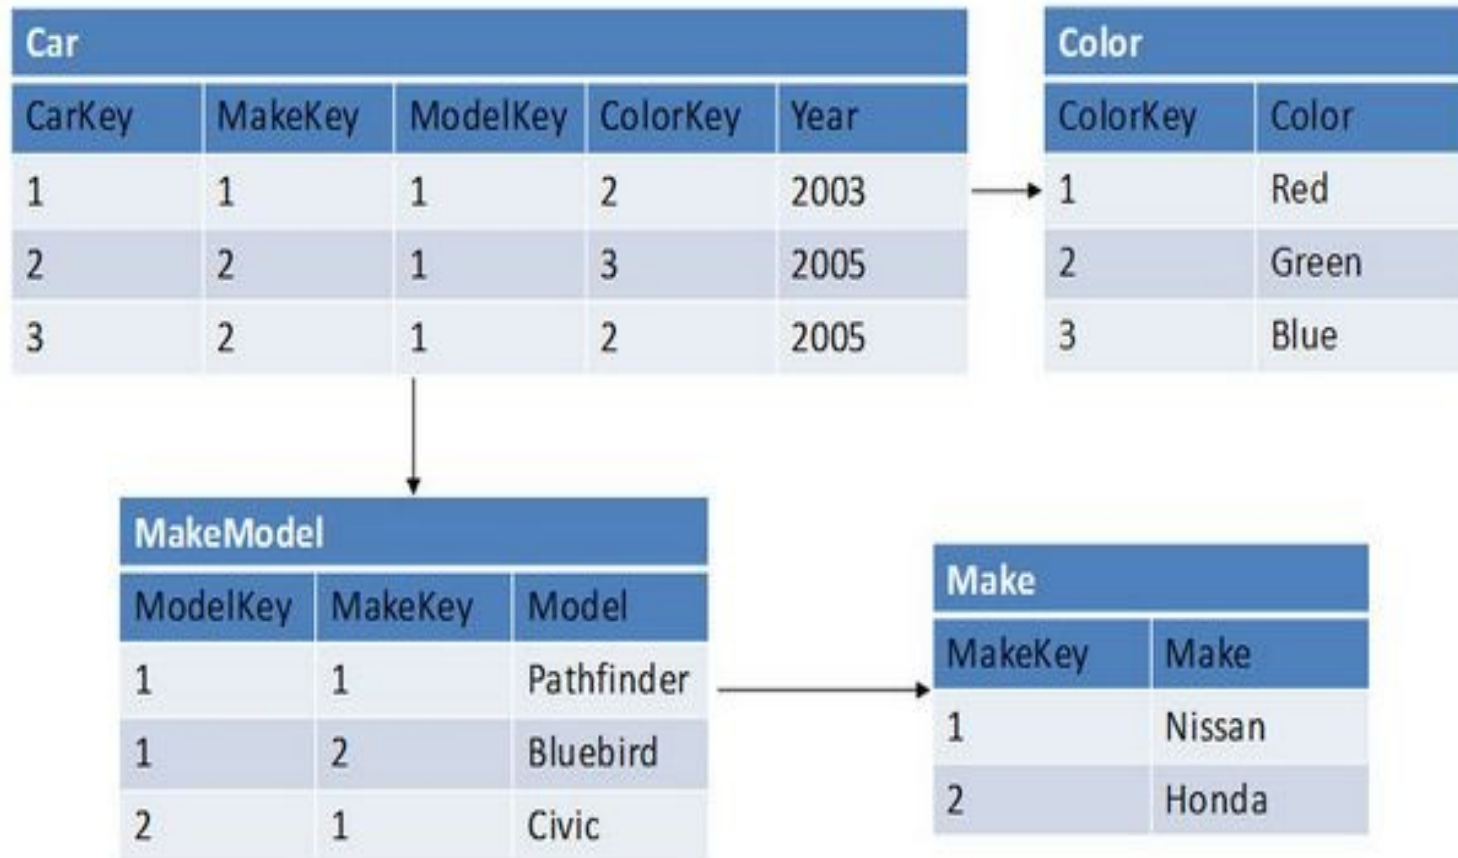 Car
CarKey MakeKey ModelKey ColorKey Year
1 1 1 2 2003
2 2 1 3 2005
3 2 1 2 2005
Color
ColorKey Color
1 Red
2 Green
3 Blue
MakeModel
ModelKey MakeKey Model
1 1 Pathfinder
1 2 Bluebird
2 1 Civic
Make
MakeKey Make
1 Nissan
2 Honda